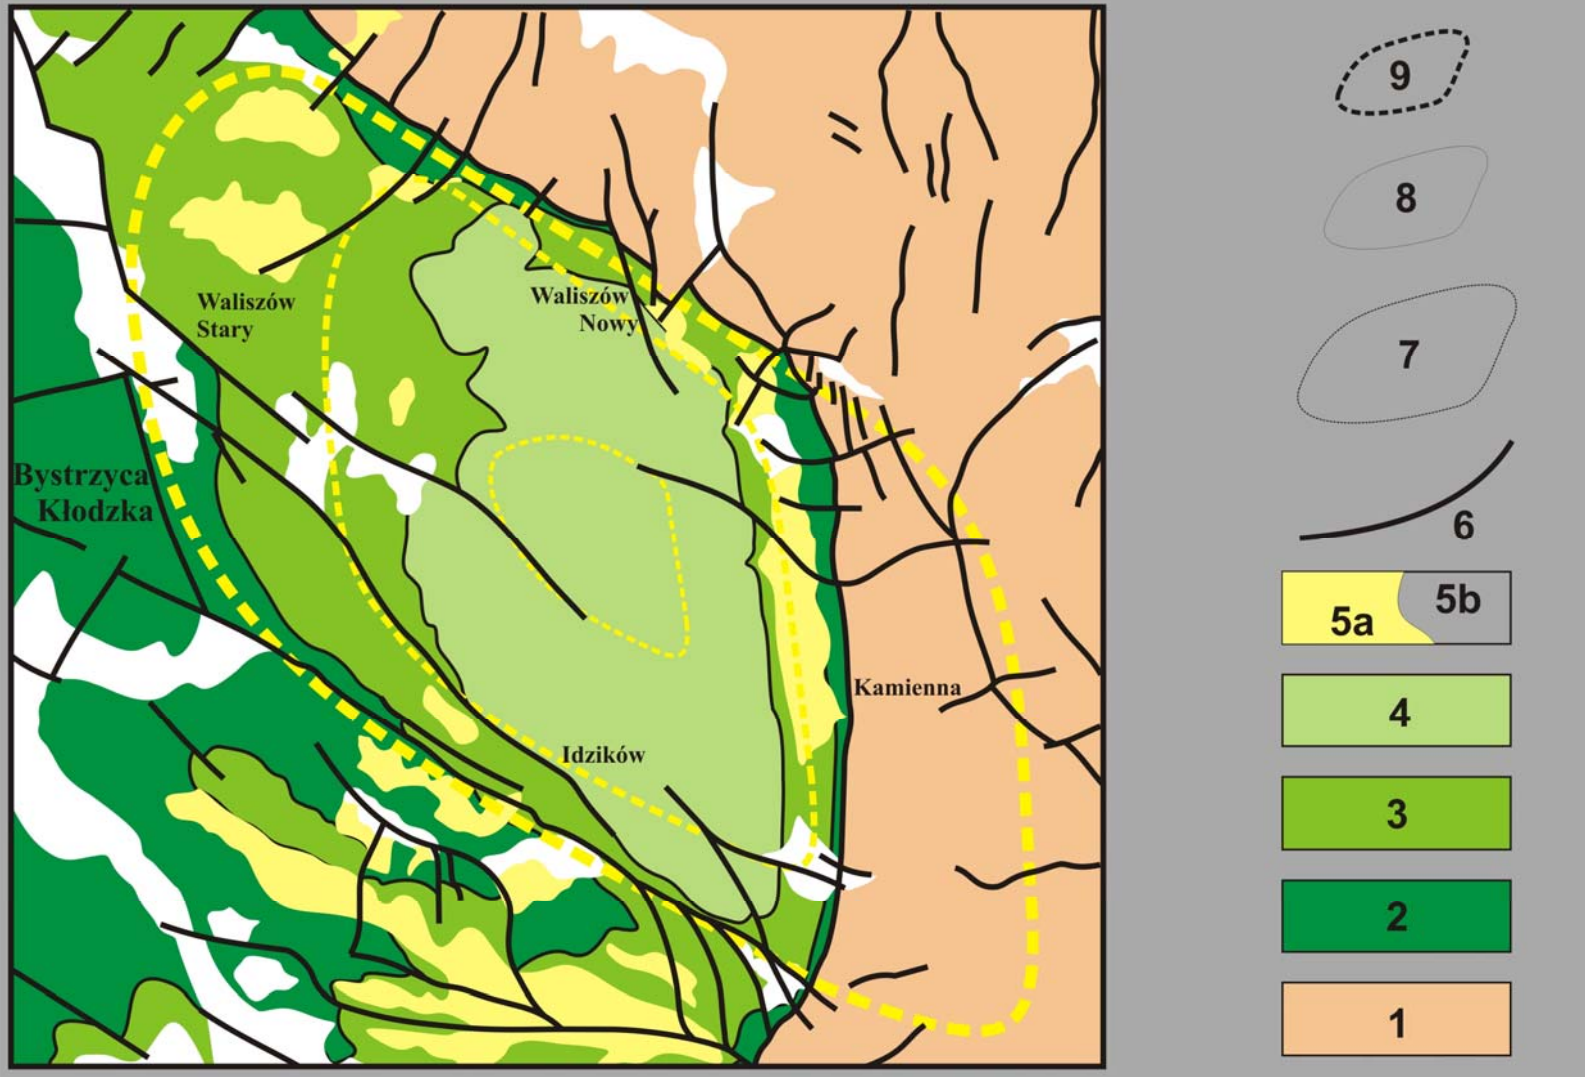 Waliszów
Stary
Waliszów
Nowy
Bystrzyca
Kłodzka
Kamienna
Idzików
9
8
7
6
5a
5b
4
3
2
1